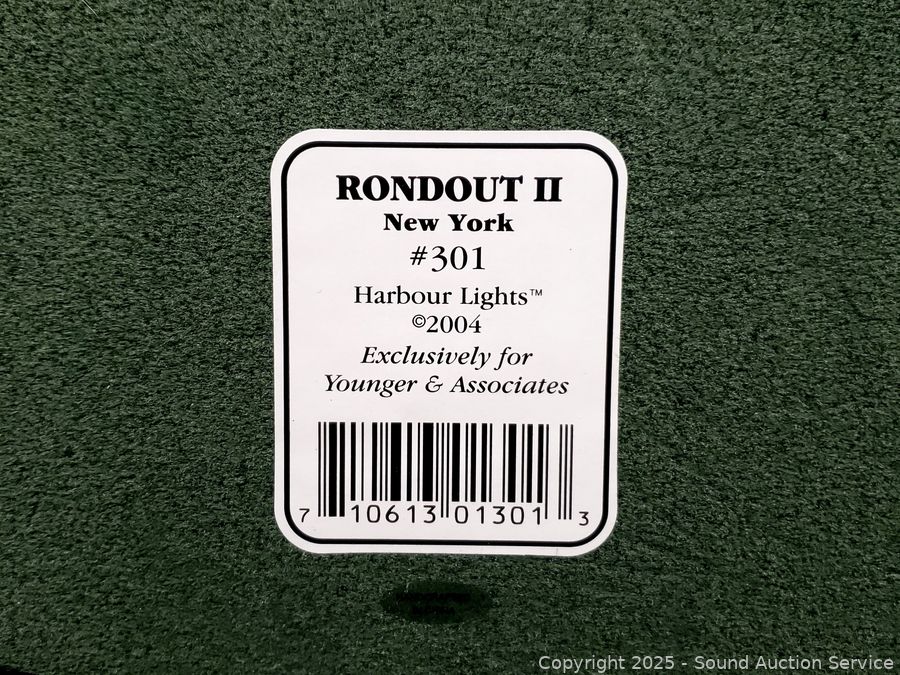 RONDOUT II
New York
#301
Harbour Lights™
©2004
Exclusively for
Younger & Associates
7 10613 01301 3
Copyright 2025 - Sound Auction Service